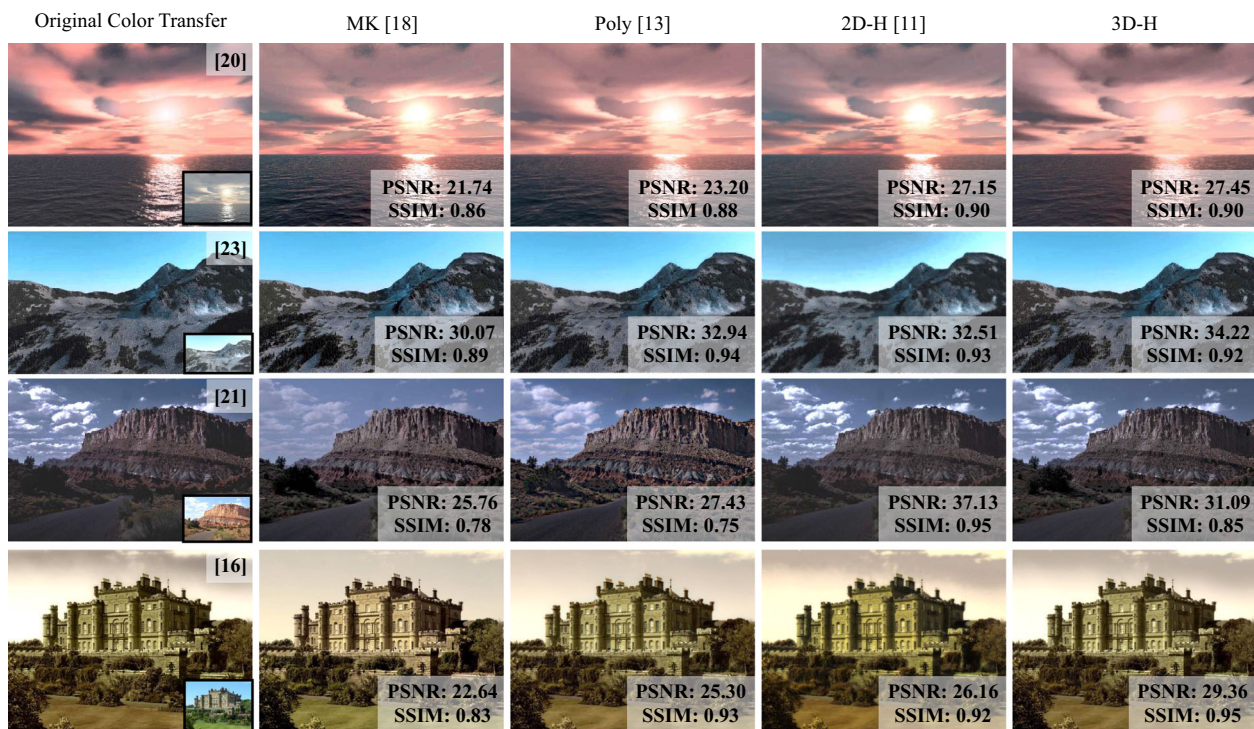 Original Color Transfer
MK [18]
Poly [13]
2D-H [11]
3D-H
[20]
PSNR: 21.74
SSIM: 0.86
PSNR: 23.20
SSIM 0.88
PSNR: 27.15
SSIM: 0.90
PSNR: 27.45
SSIM: 0.90
[23]
PSNR: 30.07
SSIM: 0.89
PSNR: 32.94
SSIM: 0.94
PSNR: 32.51
SSIM: 0.93
PSNR: 34.22
SSIM: 0.92
[21]
PSNR: 25.76
SSIM: 0.78
PSNR: 27.43
SSIM: 0.75
PSNR: 37.13
SSIM: 0.95
PSNR: 31.09
SSIM: 0.85
[16]
PSNR: 22.64
SSIM: 0.83
PSNR: 25.30
SSIM: 0.93
PSNR: 26.16
SSIM: 0.92
PSNR: 29.36
SSIM: 0.95